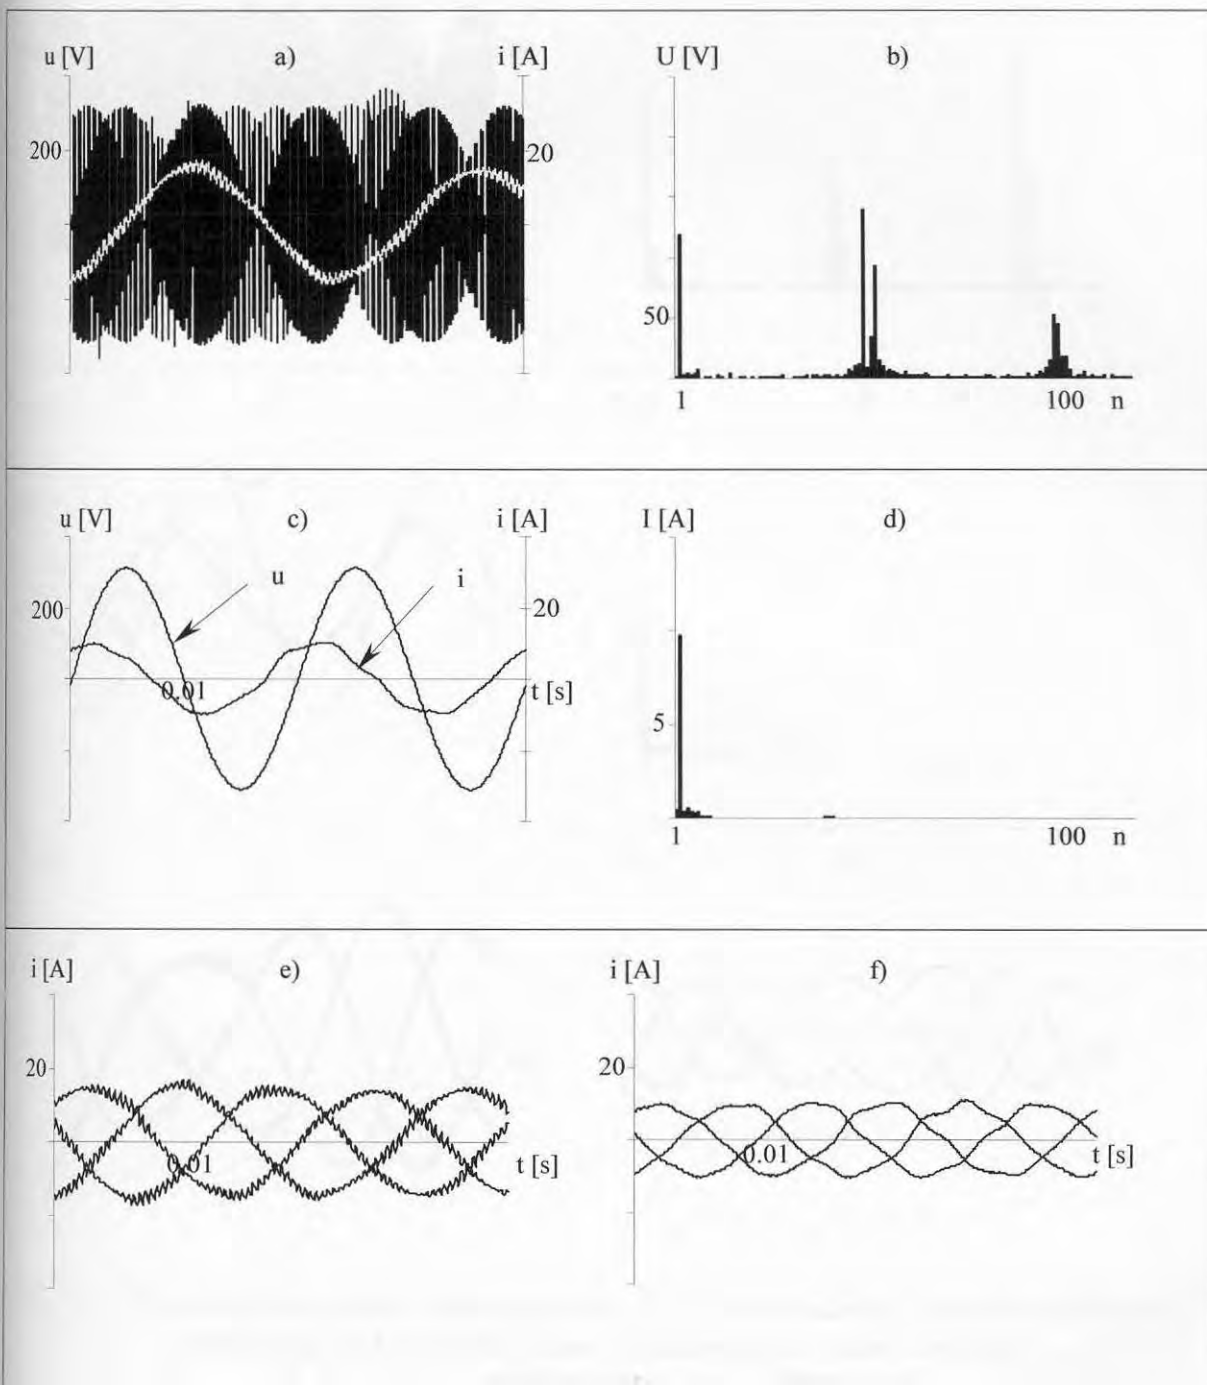 u [V] a) i [A]
200
20
U [V] b)
50
1 100 n
u [V] c) i [A]
u
i
200
20
0.01
t [s]
I [A] d)
5
1 100 n
i [A] e)
20
0.01
t [s]
i [A] f)
20
0.01
t [s]